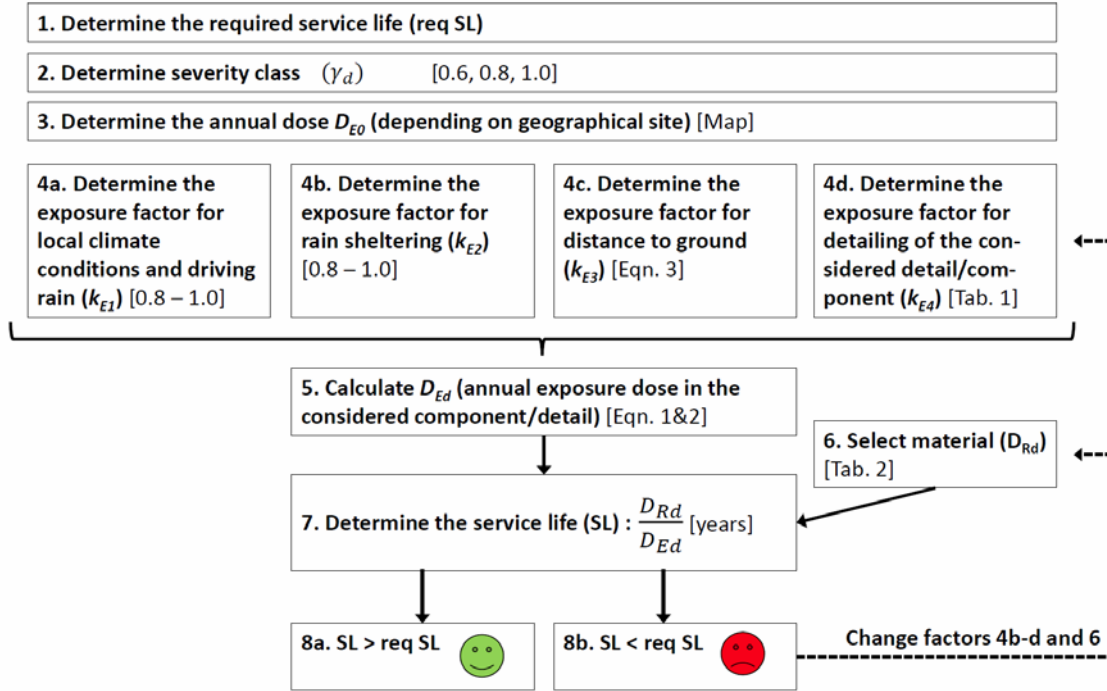 1. Determine the required service life (req SL)
2. Determine severity class (γd) [0.6, 0.8, 1.0]
3. Determine the annual dose DE0 (depending on geographical site) [Map]
4a. Determine the
exposure factor for
local climate
conditions and driving
rain (kE1) [0.8 – 1.0]
4b. Determine the
exposure factor for
rain sheltering (kE2)
[0.8 – 1.0]
4c. Determine the
exposure factor for
distance to ground
(kE3) [Eqn. 3]
4d. Determine the
exposure factor for
detailing of the con-
sidered detail/com-
ponent (kE4) [Tab. 1]
5. Calculate DEd (annual exposure dose in the
considered component/detail) [Eqn. 1&2]
6. Select material (DRd)
[Tab. 2]
7. Determine the service life (SL) : DRd/DEd [years]
8a. SL > req SL
8b. SL < req SL
Change factors 4b-d and 6